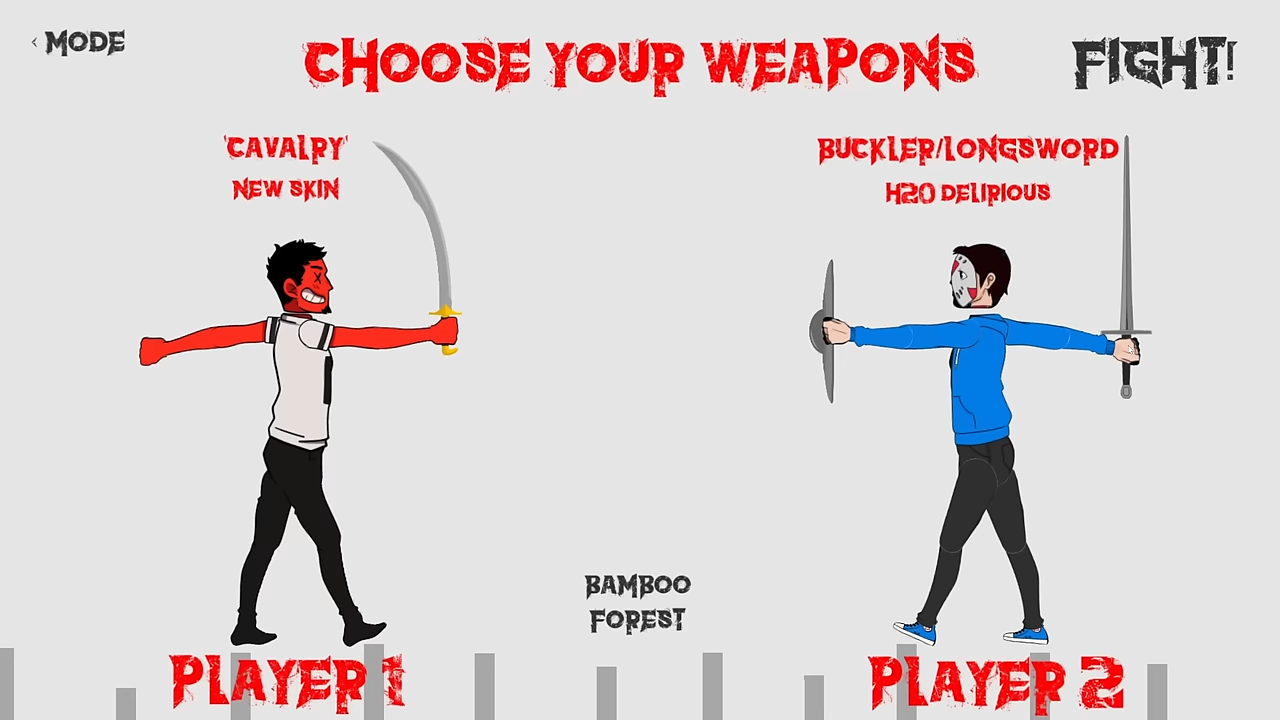 ‹ MODE
CHOOSE YOUR WEAPONS
FIGHT!
'CAVALRY'
NEW SKIN
BUCKLER/LONGSWORD
H2O DELIRIOUS
BAMBOO
FOREST
PLAYER 1
PLAYER 2